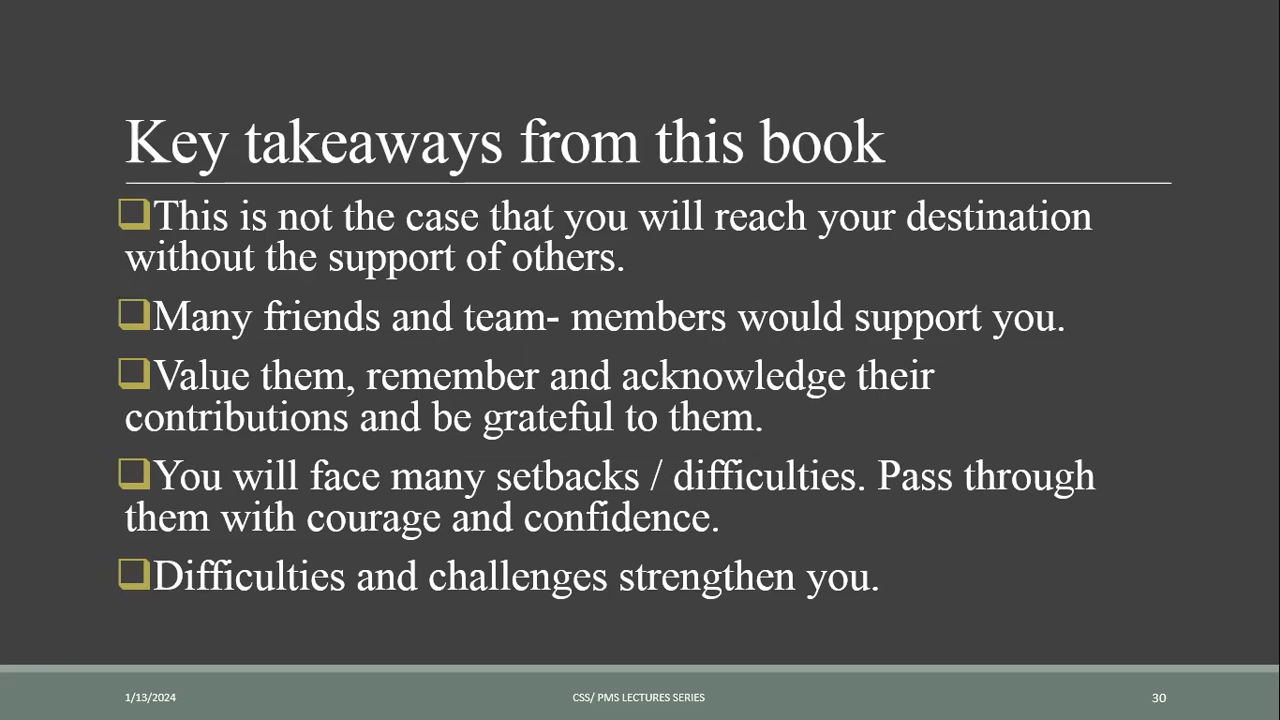 Key takeaways from this book
❑This is not the case that you will reach your destination
without the support of others.
❑Many friends and team- members would support you.
❑Value them, remember and acknowledge their
contributions and be grateful to them.
❑You will face many setbacks / difficulties. Pass through
them with courage and confidence.
❑Difficulties and challenges strengthen you.
1/13/2024
CSS/ PMS LECTURES SERIES
30